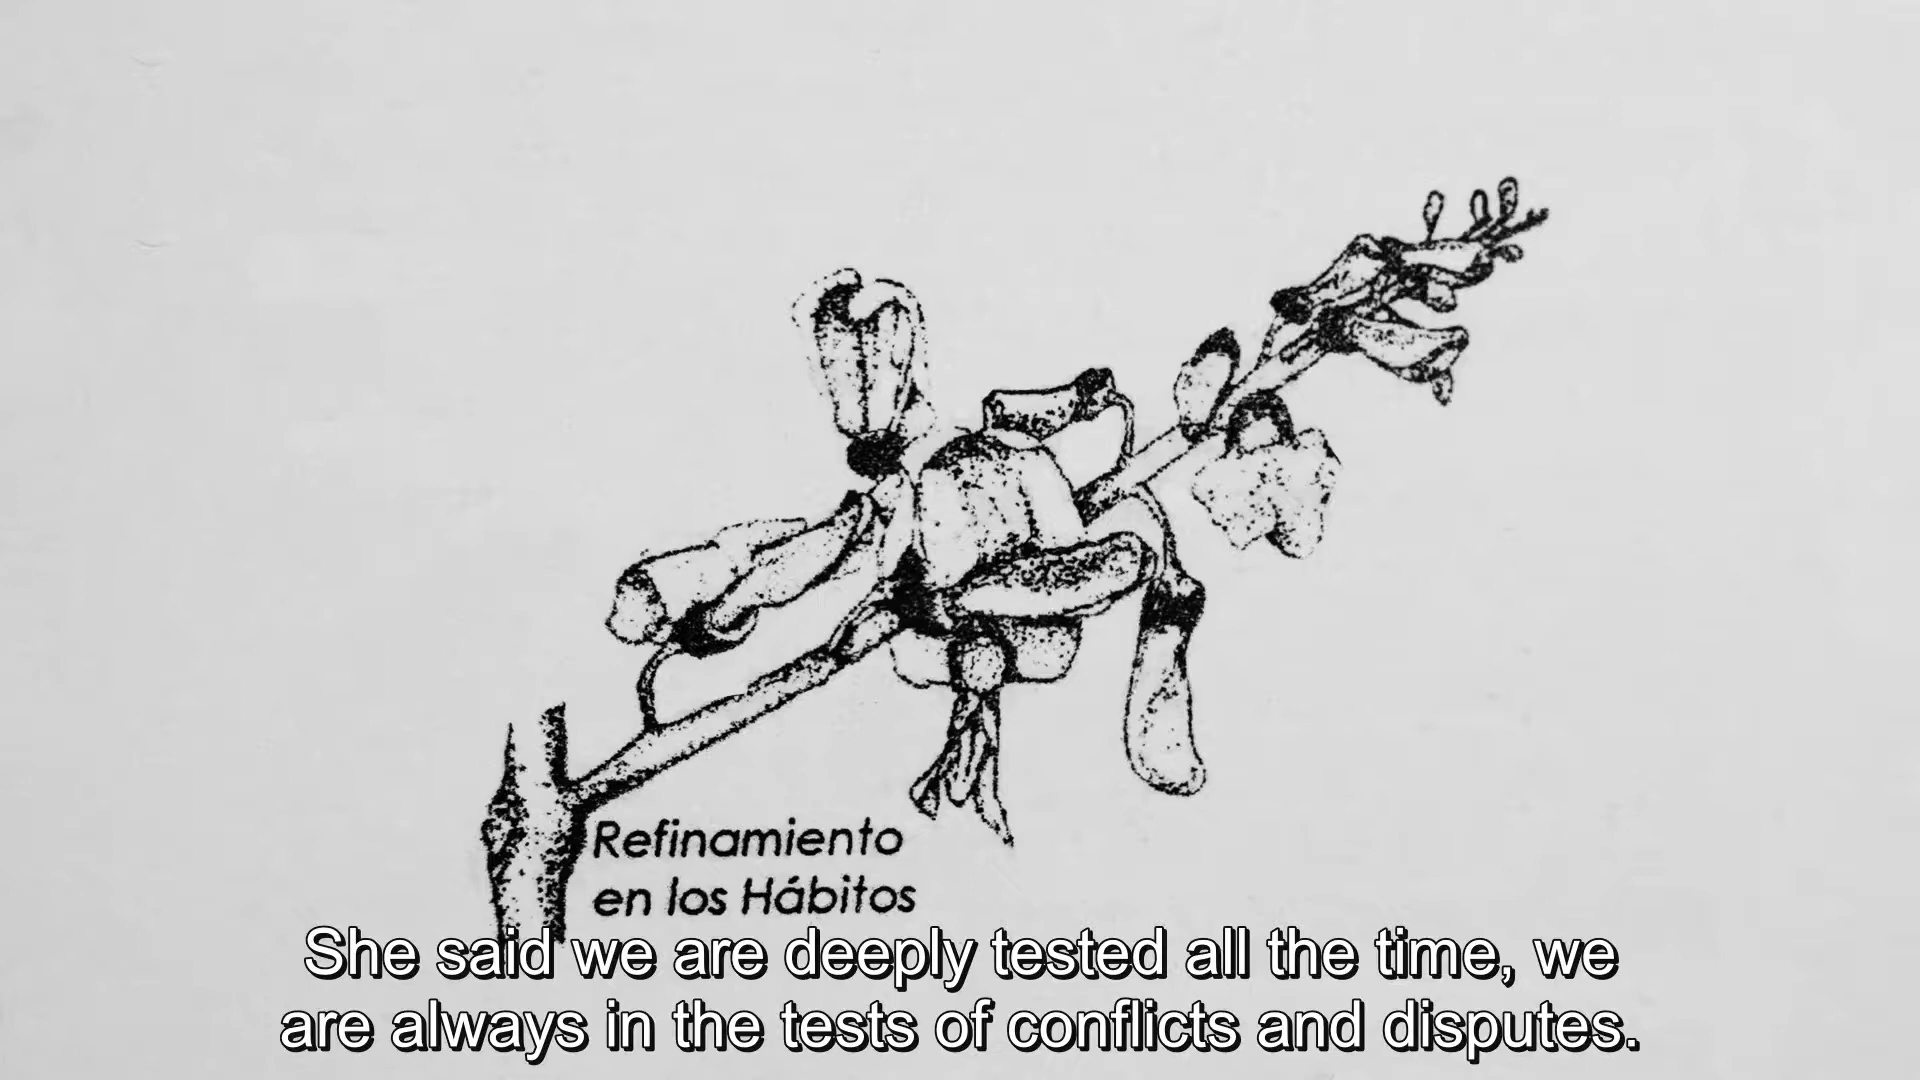 Refinamiento
en los Hábitos
She said we are deeply tested all the time, we
are always in the tests of conflicts and disputes.